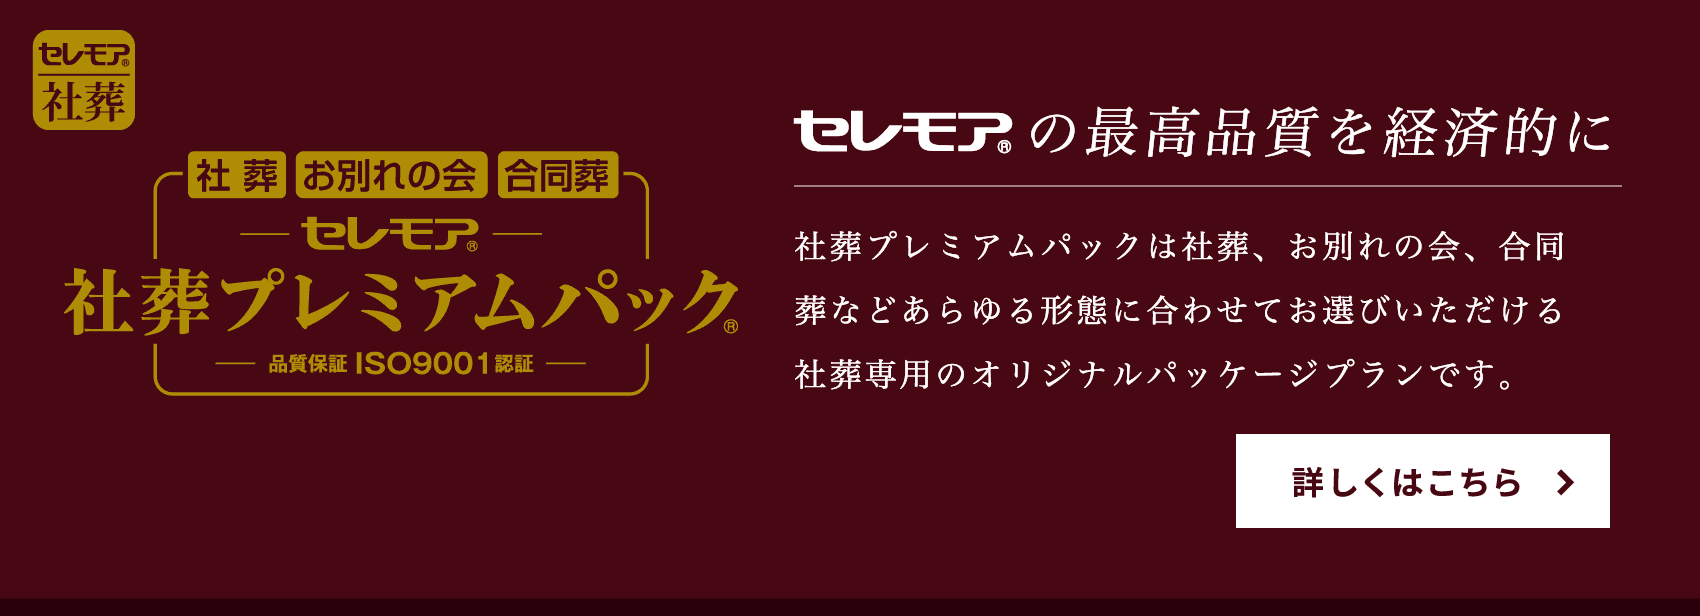 セレモア®
社葬
社 葬 お別れの会 合同葬
セレモア®
社葬プレミアムパック®
品質保証 ISO9001認証
セレモア®の最高品質を経済的に
社葬プレミアムパックは社葬、お別れの会、合同
葬などあらゆる形態に合わせてお選びいただける
社葬専用のオリジナルパッケージプランです。
詳しくはこちら